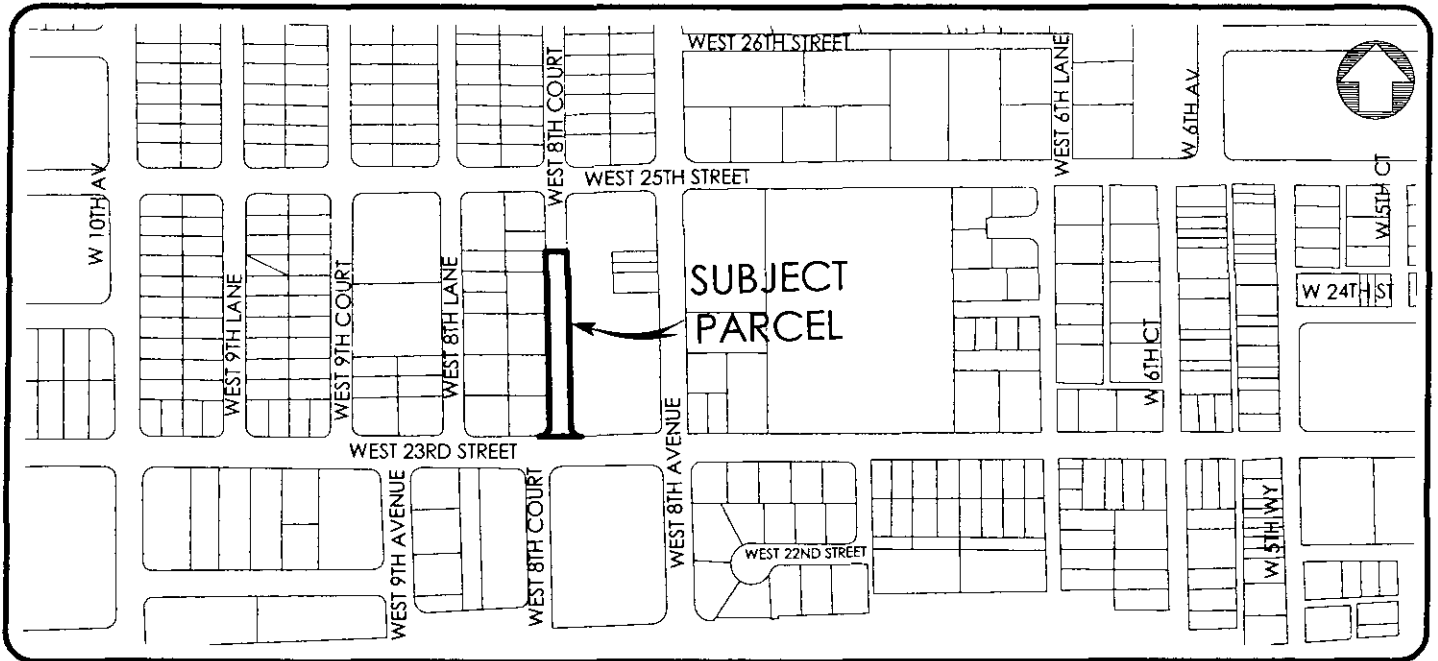 WEST 26TH STREET
WEST 8TH COURT
WEST 6TH LANE
W 6TH AV
W 10TH AV
WEST 25TH STREET
W 5TH CT
WEST 9TH LANE
WEST 9TH COURT
WEST 8TH LANE
SUBJECT
PARCEL
W 24TH ST
W 6TH CT
WEST 8TH AVENUE
WEST 23RD STREET
WEST 9TH AVENUE
WEST 8TH COURT
WEST 22ND STREET
W 5TH WY